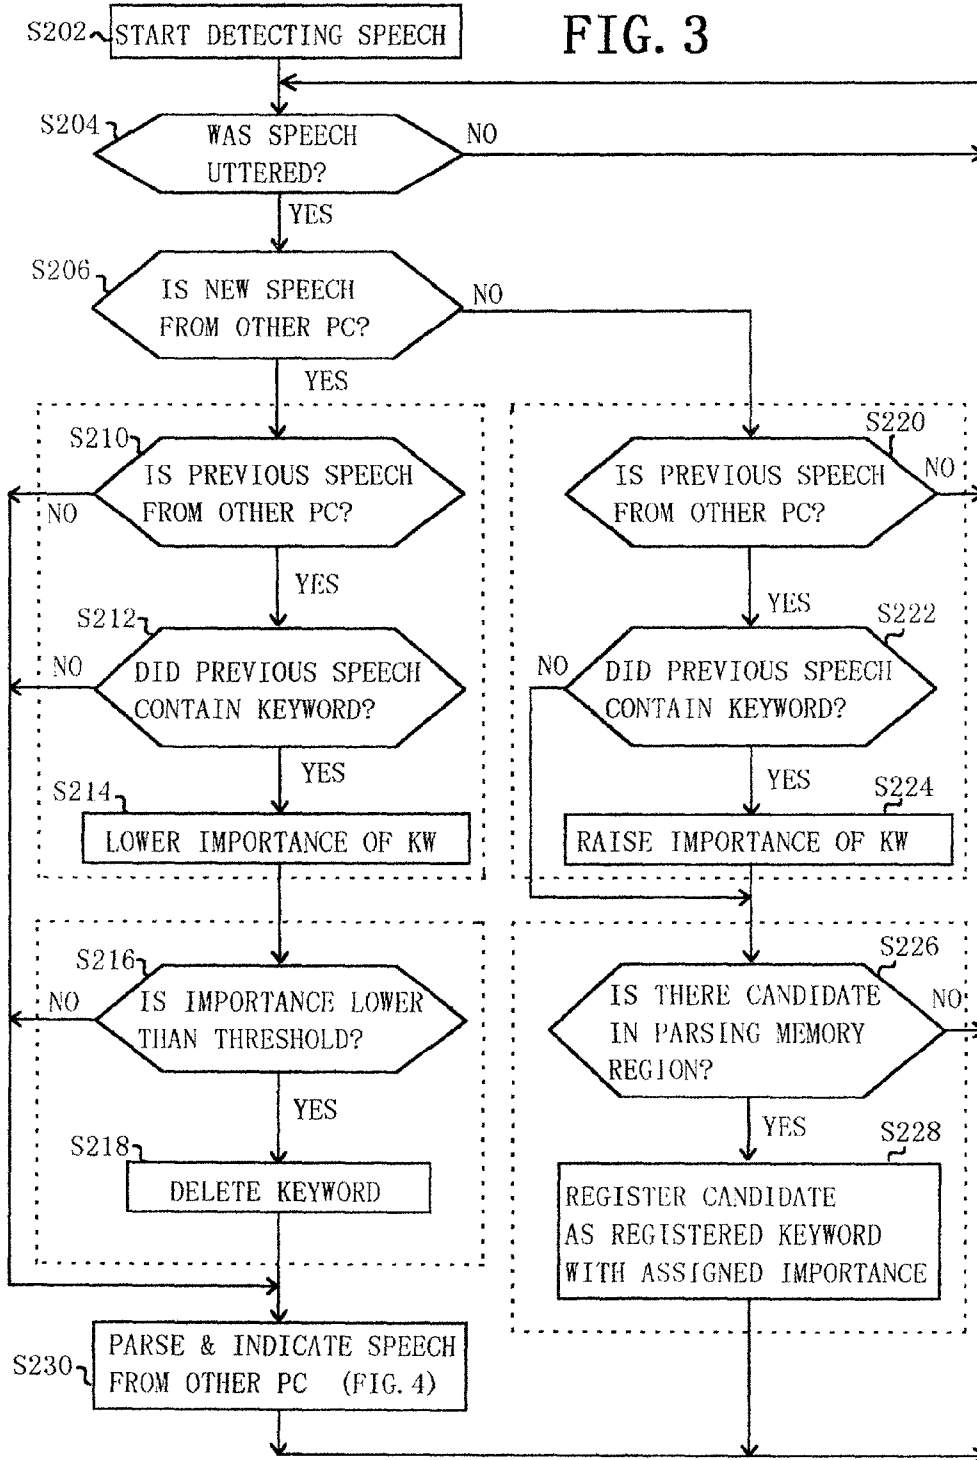 FIG. 3
S202
START DETECTING SPEECH
S204
WAS SPEECH
UTTERED?
NO
YES
S206
IS NEW SPEECH
FROM OTHER PC?
NO
YES
S210
IS PREVIOUS SPEECH
FROM OTHER PC?
NO
YES
S212
DID PREVIOUS SPEECH
CONTAIN KEYWORD?
NO
YES
S214
LOWER IMPORTANCE OF KW
S216
IS IMPORTANCE LOWER
THAN THRESHOLD?
NO
YES
S218
DELETE KEYWORD
S220
IS PREVIOUS SPEECH
FROM OTHER PC?
NO
YES
S222
DID PREVIOUS SPEECH
CONTAIN KEYWORD?
NO
YES
S224
RAISE IMPORTANCE OF KW
S226
IS THERE CANDIDATE
IN PARSING MEMORY
REGION?
NO
YES
S228
REGISTER CANDIDATE
AS REGISTERED KEYWORD
WITH ASSIGNED IMPORTANCE
S230
PARSE & INDICATE SPEECH
FROM OTHER PC (FIG. 4)